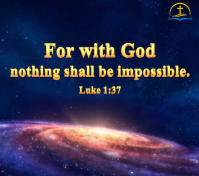 For with God
nothing shall be impossible.
Luke 1:37